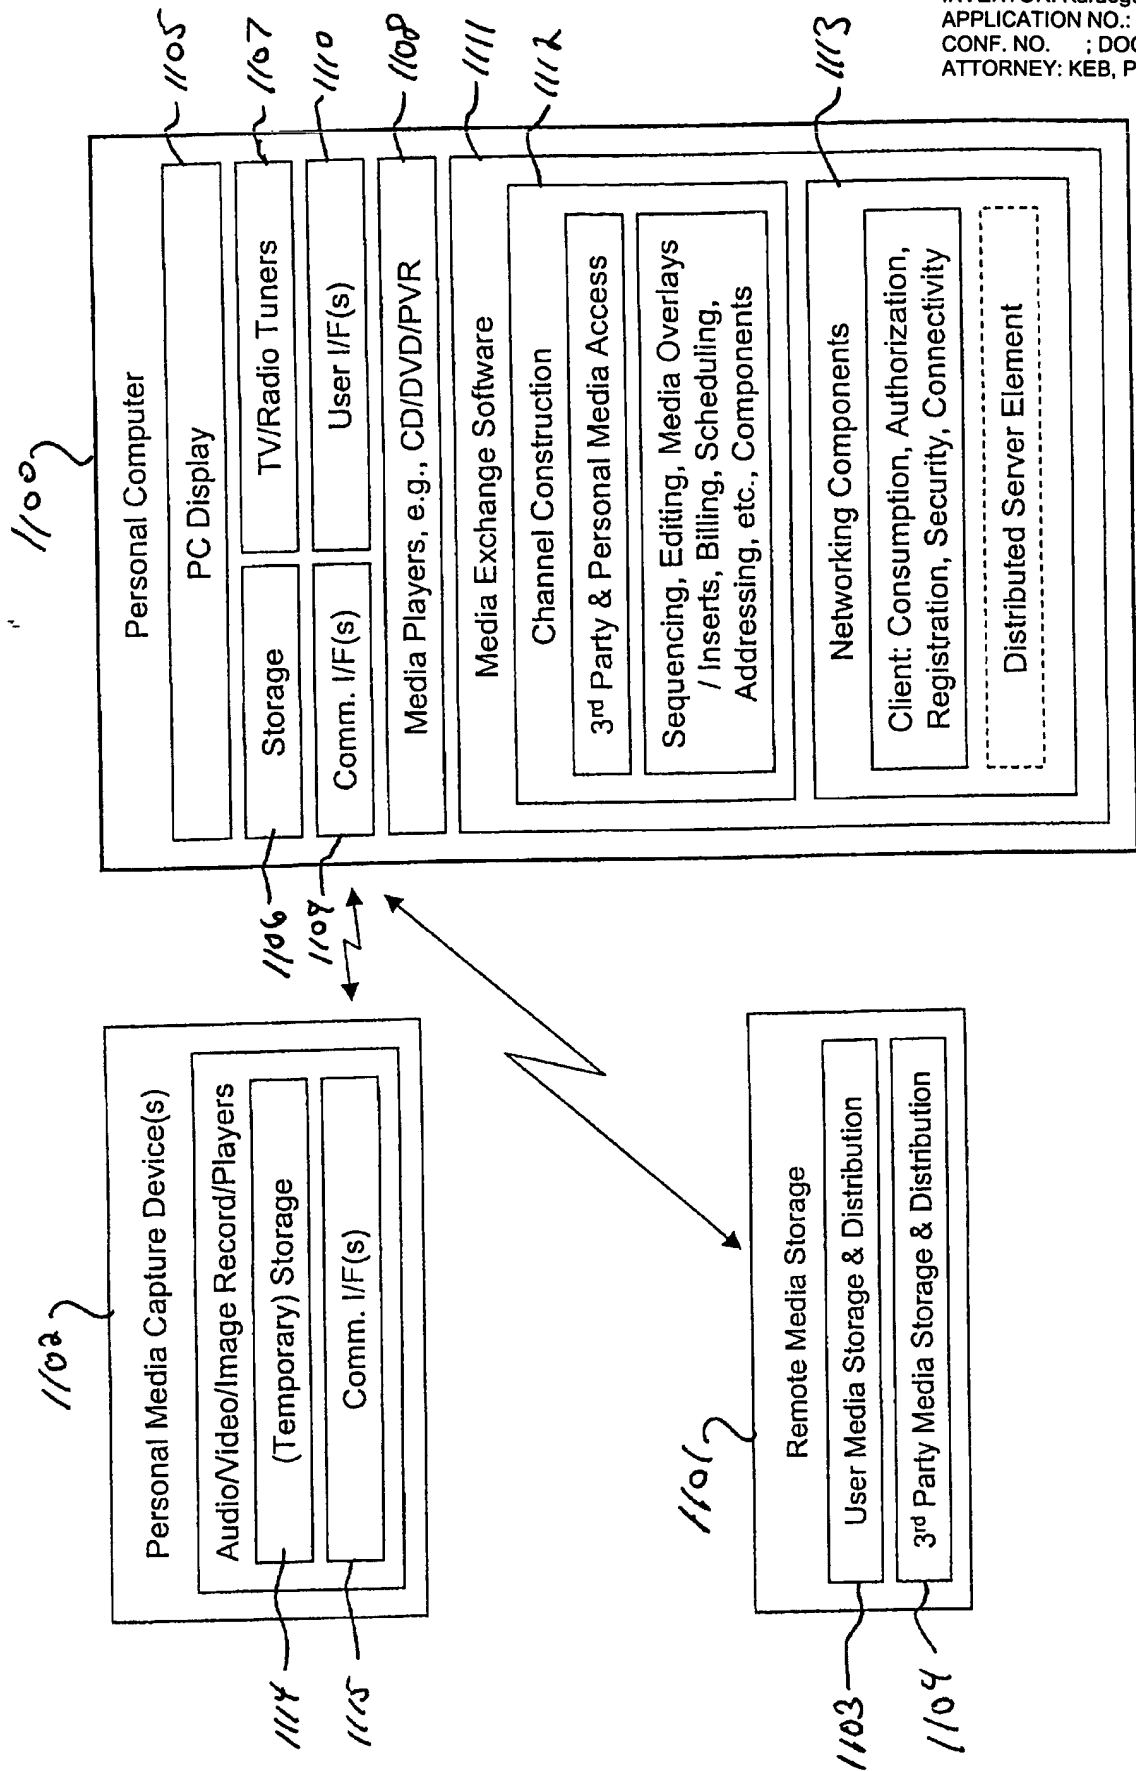 APPLICATION NO.:
CONF. NO. ; DOC
ATTORNEY: KEB, P
1100
Personal Computer
PC Display
1105
Storage
TV/Radio Tuners
1106
1107
Comm. I/F(s)
User I/F(s)
1109
1110
Media Players, e.g., CD/DVD/PVR
1108
Media Exchange Software
1111
Channel Construction
1112
3rd Party & Personal Media Access
Sequencing, Editing, Media Overlays
/ Inserts, Billing, Scheduling,
Addressing, etc., Components
Networking Components
1113
Client: Consumption, Authorization,
Registration, Security, Connectivity
Distributed Server Element
1102
Personal Media Capture Device(s)
Audio/Video/Image Record/Players
(Temporary) Storage
1114
Comm. I/F(s)
1115
1101
Remote Media Storage
User Media Storage & Distribution
1103
3rd Party Media Storage & Distribution
1104